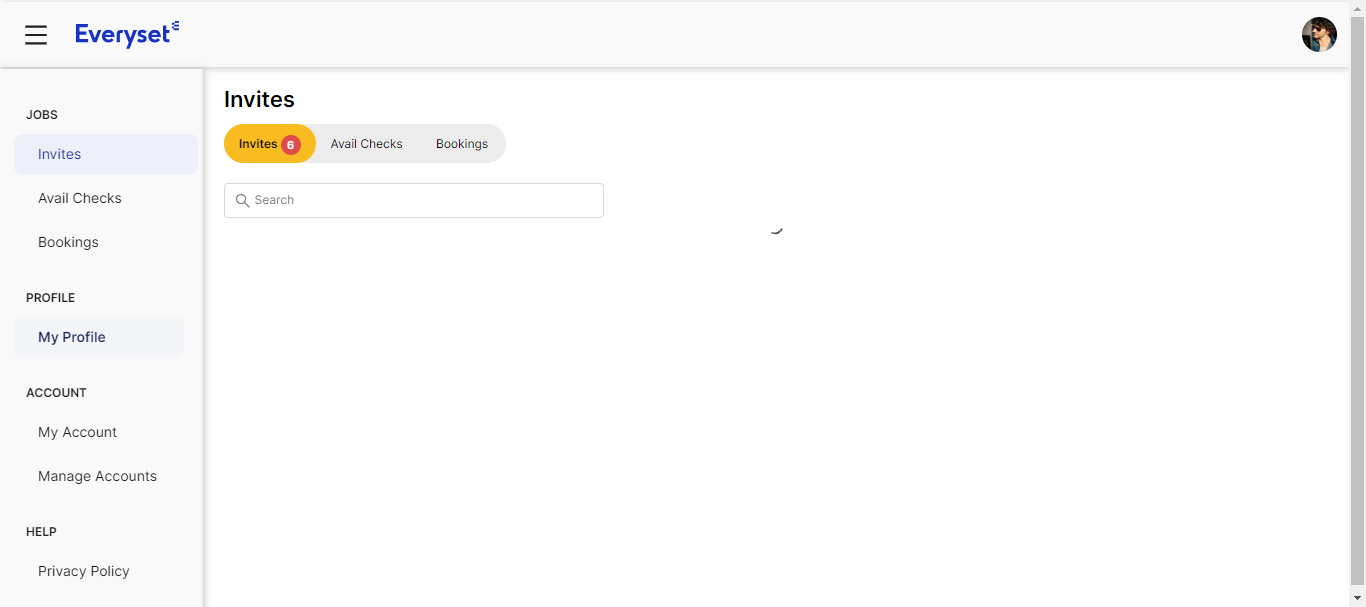 Everyset
JOBS
Invites
Avail Checks
Bookings
PROFILE
My Profile
ACCOUNT
My Account
Manage Accounts
HELP
Privacy Policy
Invites
Invites 6 Avail Checks Bookings
Search